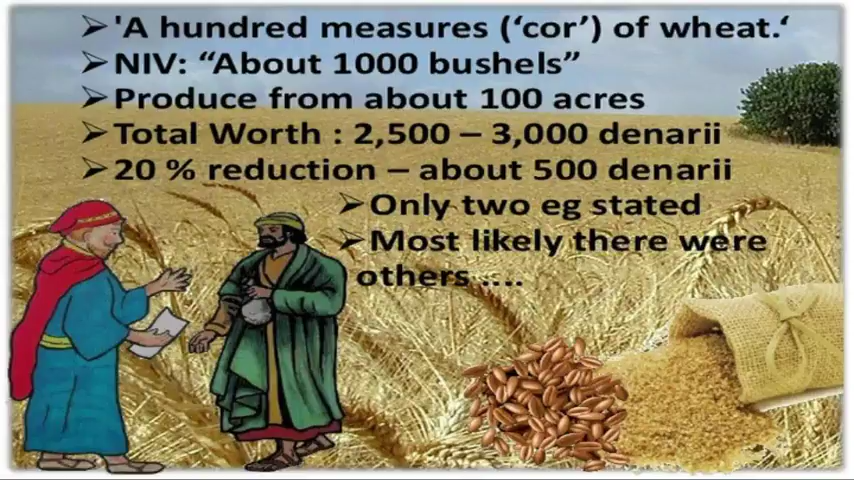 ➢'A hundred measures (‘cor’) of wheat.‘
➢NIV: “About 1000 bushels”
➢Produce from about 100 acres
➢Total Worth : 2,500 – 3,000 denarii
➢20 % reduction – about 500 denarii
➢Only two eg stated
➢Most likely there were
others ....